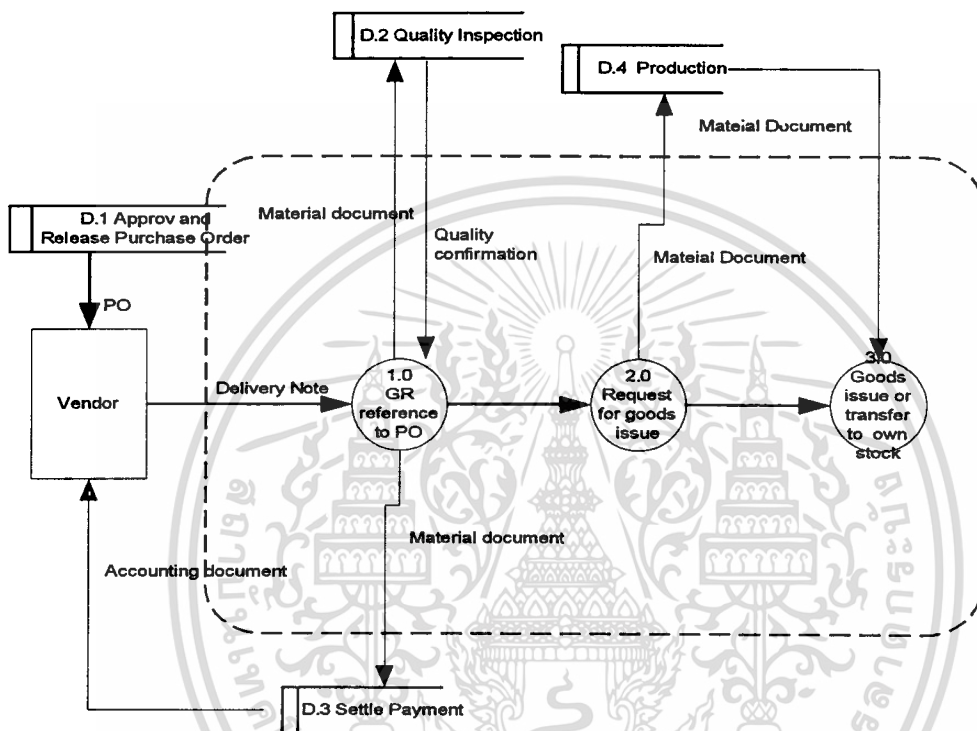 D.2 Quality Inspection
D.4 Production
Mateial Document
D.1 Approv and
Release Purchase Order
Material document
Quality
confirmation
Mateial Document
PO
Vendor
Delivery Note
1.0
GR
reference
to PO
2.0
Request
for goods
issue
3.0
Goods
issue or
transfer
to own
stock
Material document
Accounting document
D.3 Settle Payment